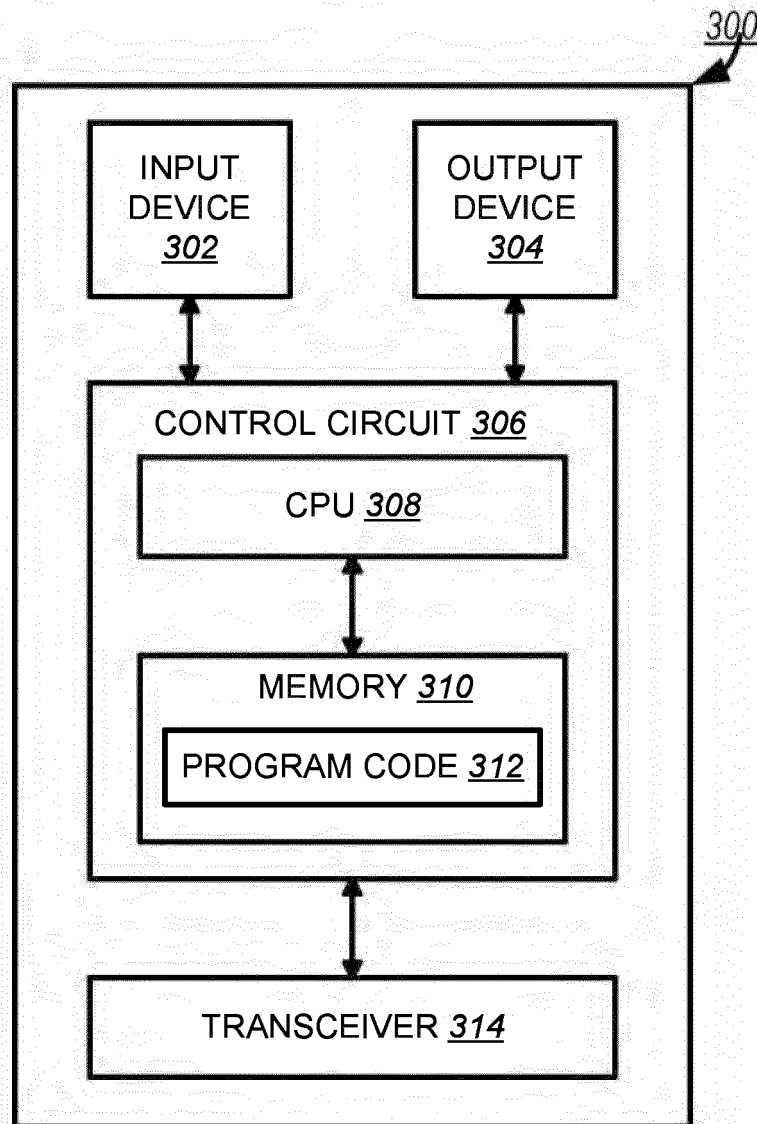 300
INPUT
DEVICE
302
OUTPUT
DEVICE
304
CONTROL CIRCUIT 306
CPU 308
MEMORY 310
PROGRAM CODE 312
TRANSCEIVER 314